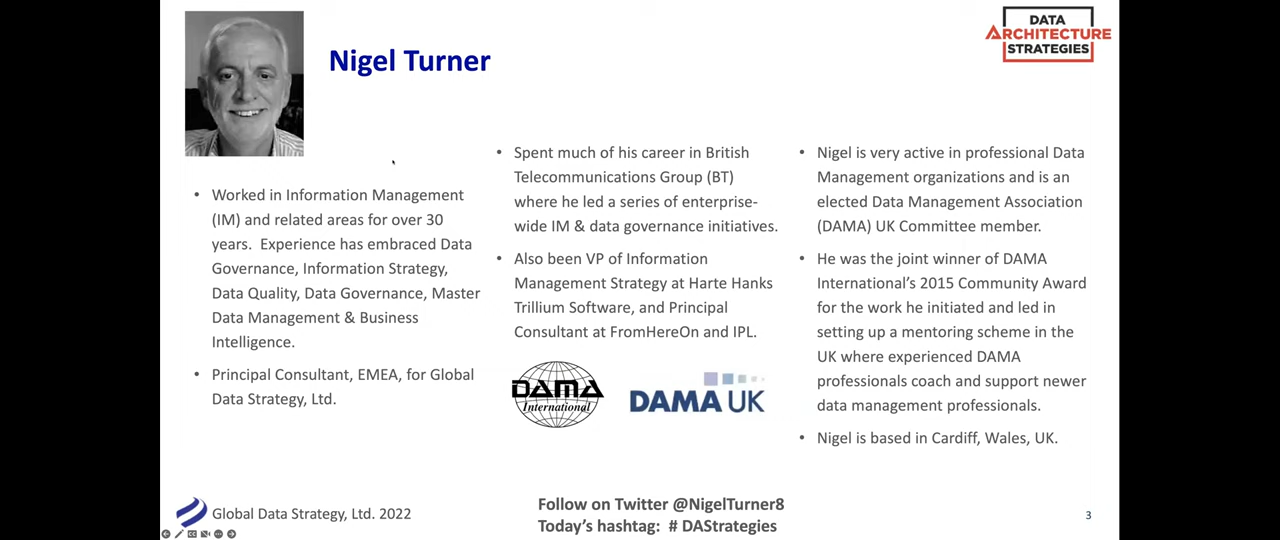 Nigel Turner
DATA
ARCHITECTURE
STRATEGIES
• Worked in Information Management
(IM) and related areas for over 30
years. Experience has embraced Data
Governance, Information Strategy,
Data Quality, Data Governance, Master
Data Management & Business
Intelligence.
• Principal Consultant, EMEA, for Global
Data Strategy, Ltd.
• Spent much of his career in British
Telecommunications Group (BT)
where he led a series of enterprise-
wide IM & data governance initiatives.
• Also been VP of Information
Management Strategy at Harte Hanks
Trillium Software, and Principal
Consultant at FromHereOn and IPL.
DAMA
International
DAMA UK
• Nigel is very active in professional Data
Management organizations and is an
elected Data Management Association
(DAMA) UK Committee member.
• He was the joint winner of DAMA
International’s 2015 Community Award
for the work he initiated and led in
setting up a mentoring scheme in the
UK where experienced DAMA
professionals coach and support newer
data management professionals.
• Nigel is based in Cardiff, Wales, UK.
Global Data Strategy, Ltd. 2022
Follow on Twitter @NigelTurner8
Today’s hashtag: # DAStrategies
3